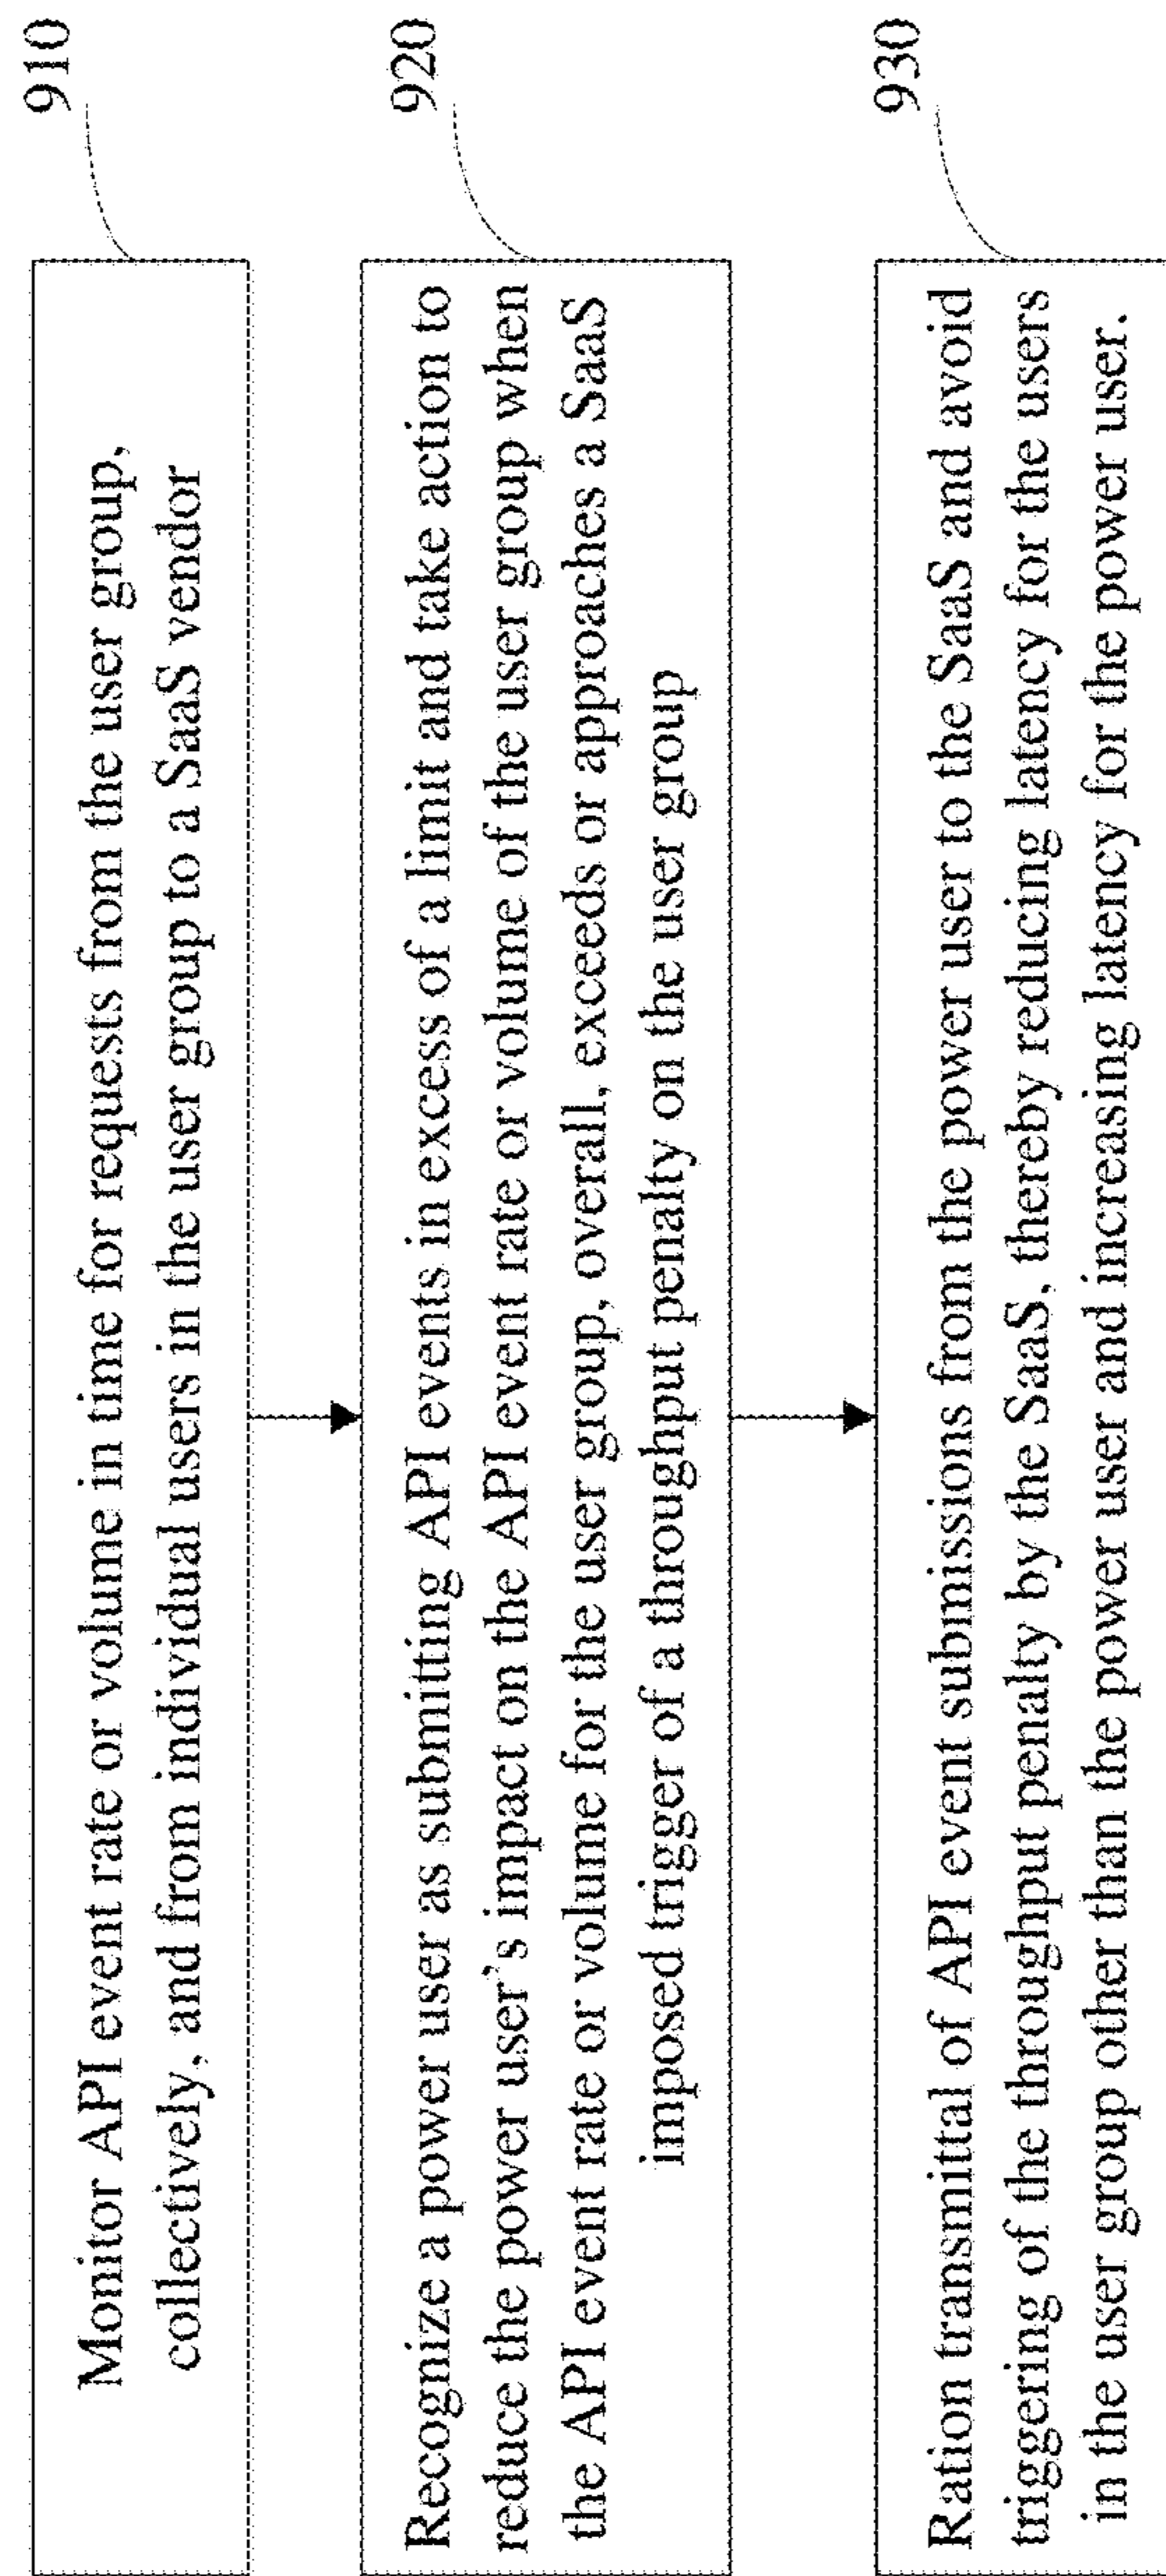 910
Monitor API event rate or volume in time for requests from the user group,
collectively, and from individual users in the user group to a SaaS vendor
920
Recognize a power user as submitting API events in excess of a limit and take action to
reduce the power user's impact on the API event rate or volume of the user group when
the API event rate or volume for the user group, overall, exceeds or approaches a SaaS
imposed trigger of a throughput penalty on the user group
930
Ration transmittal of API event submissions from the power user to the SaaS and avoid
triggering of the throughput penalty by the SaaS, thereby reducing latency for the users
in the user group other than the power user and increasing latency for the power user.